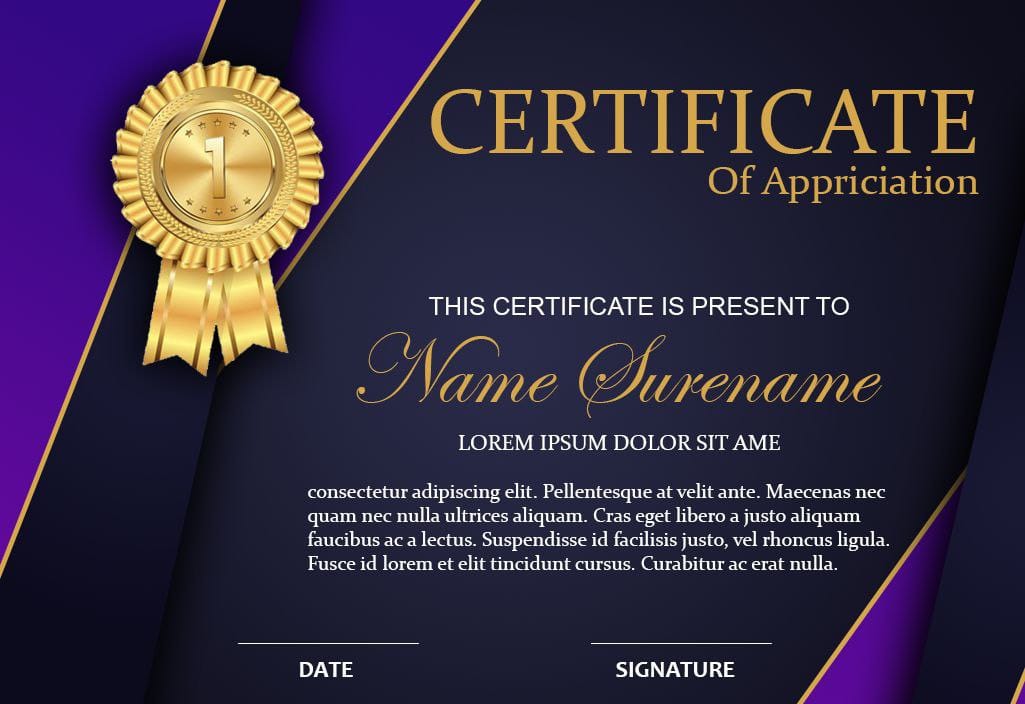 1
CERTIFICATE
Of Appriciation
THIS CERTIFICATE IS PRESENT TO
Name Surename
LOREM IPSUM DOLOR SIT AME
consectetur adipiscing elit. Pellentesque at velit ante. Maecenas nec
quam nec nulla ultrices aliquam. Cras eget libero a justo aliquam
faucibus ac a lectus. Suspendisse id facilisis justo, vel rhoncus ligula.
Fusce id lorem et elit tincidunt cursus. Curabitur ac erat nulla.
DATE SIGNATURE